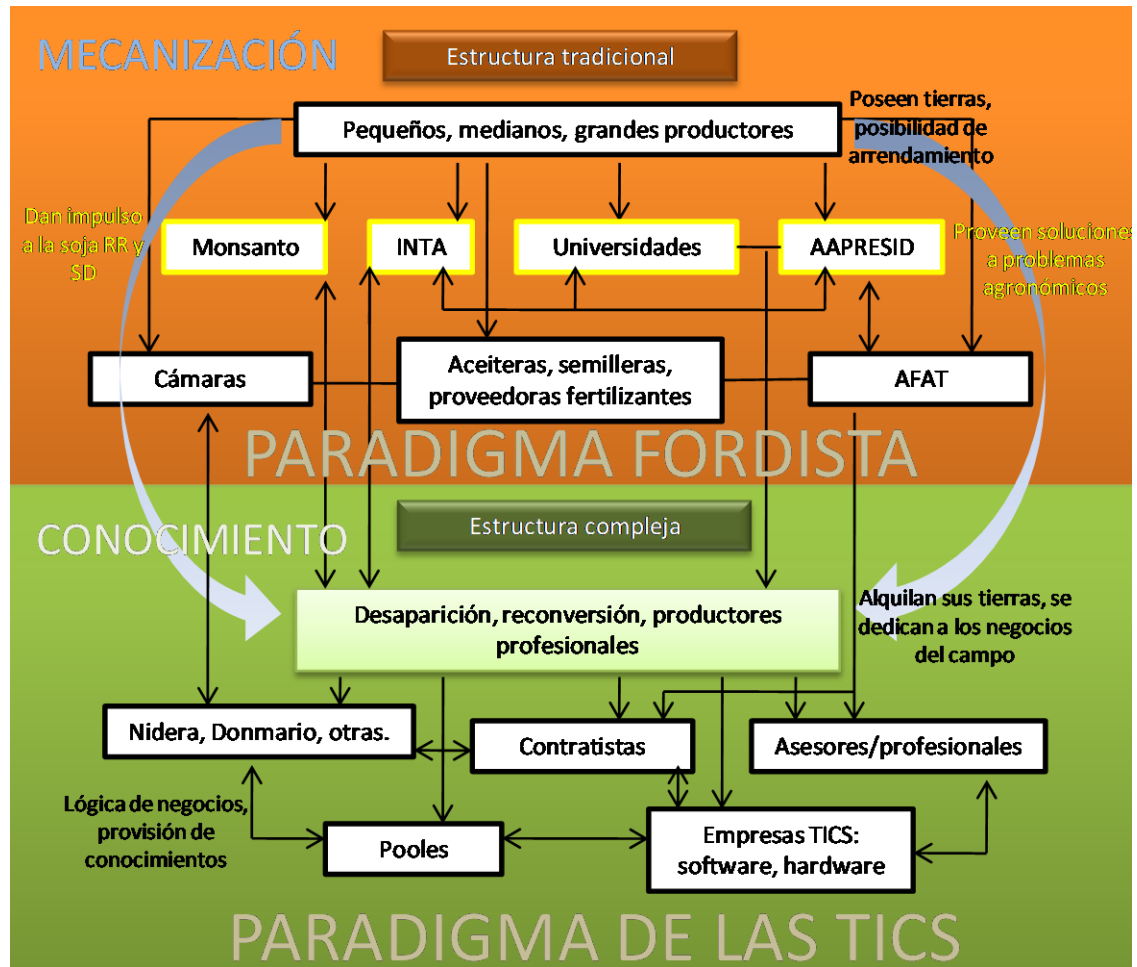 MECANIZACIÓN
Estructura tradicional
Pequeños, medianos, grandes productores
Poseen tierras,
posibilidad de
arrendamiento
Dan impulso
a la soja RR y
SD
Monsanto
INTA
Universidades
AAPRESID
Proveen soluciones
a problemas
agronómicos
Cámaras
Aceiteras, semilleras,
proveedoras fertilizantes
AFAT
PARADIGMA FORDISTA
CONOCIMIENTO
Estructura compleja
Desaparición, reconversión, productores
profesionales
Alquilan sus tierras, se
dedican a los negocios
del campo
Nidera, Donmario, otras.
Contratistas
Asesores/profesionales
Lógica de negocios,
provisión de
conocimientos
Pooles
Empresas TICS:
software, hardware
PARADIGMA DE LAS TICS